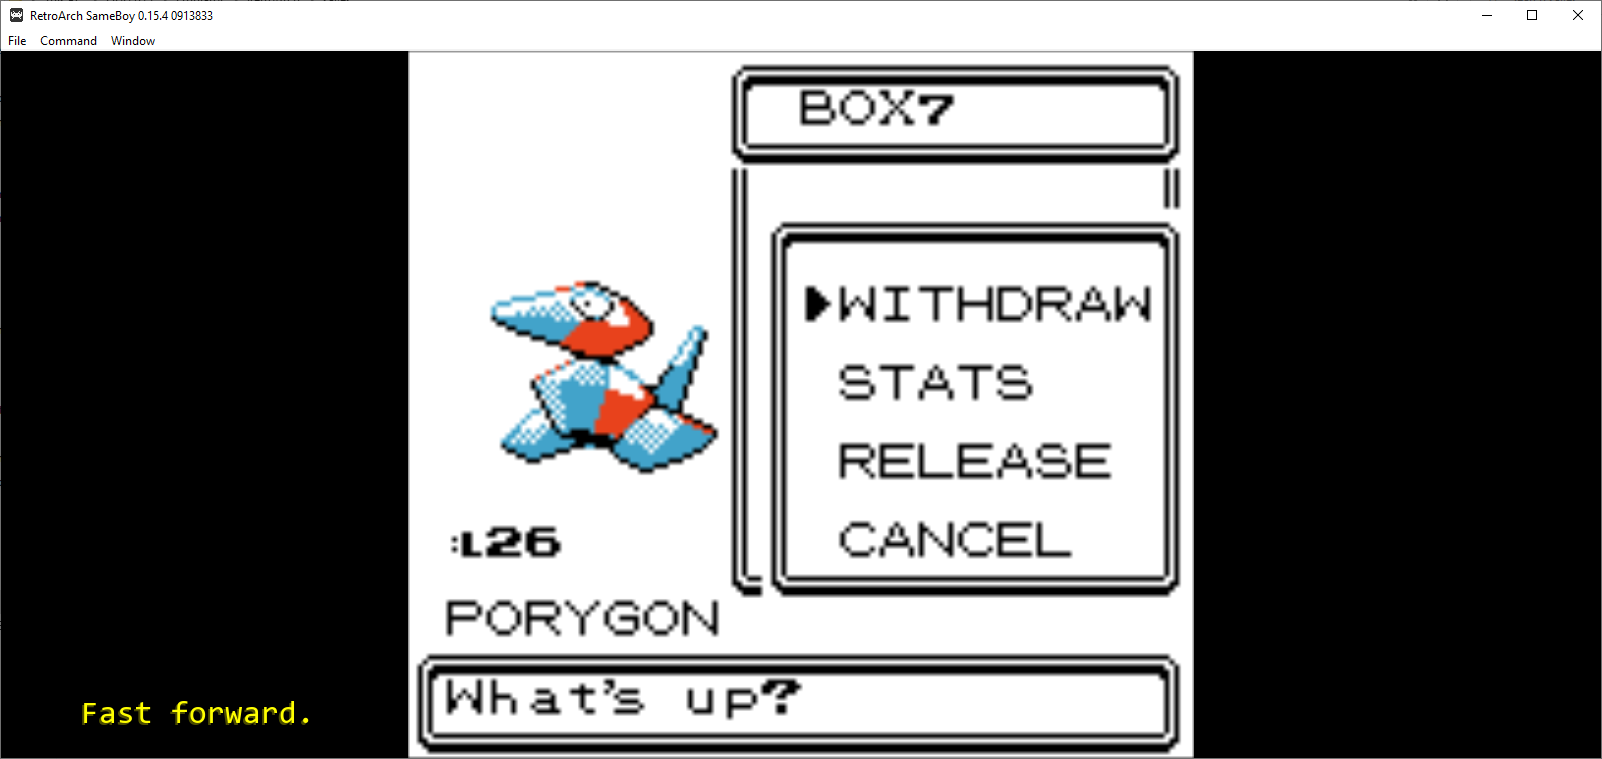 RetroArch SameBoy 0.15.4 0913833
File Command Window
BOX7
WITHDRAW
STATS
RELEASE
CANCEL
:L26
PORYGON
What's up?
Fast forward.